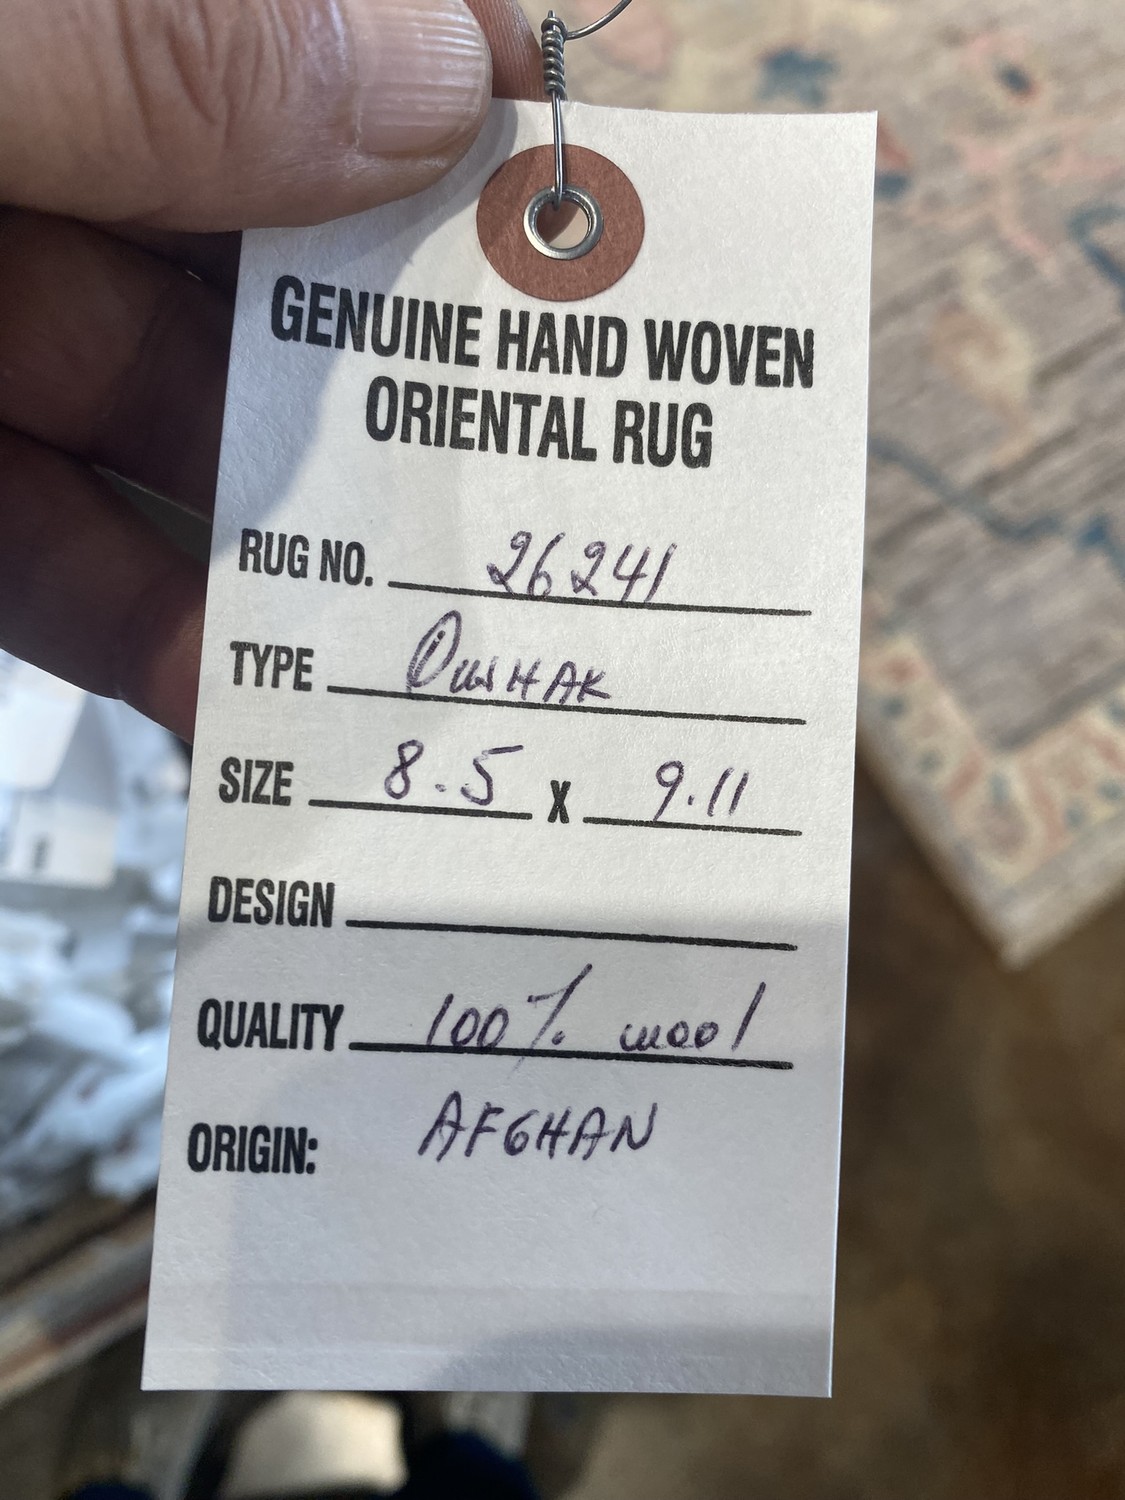 GENUINE HAND WOVEN
ORIENTAL RUG
RUG NO. 26241
TYPE OUSHAK
SIZE 8.5 X 9.11
DESIGN
QUALITY 100% wool
ORIGIN: AFGHAN